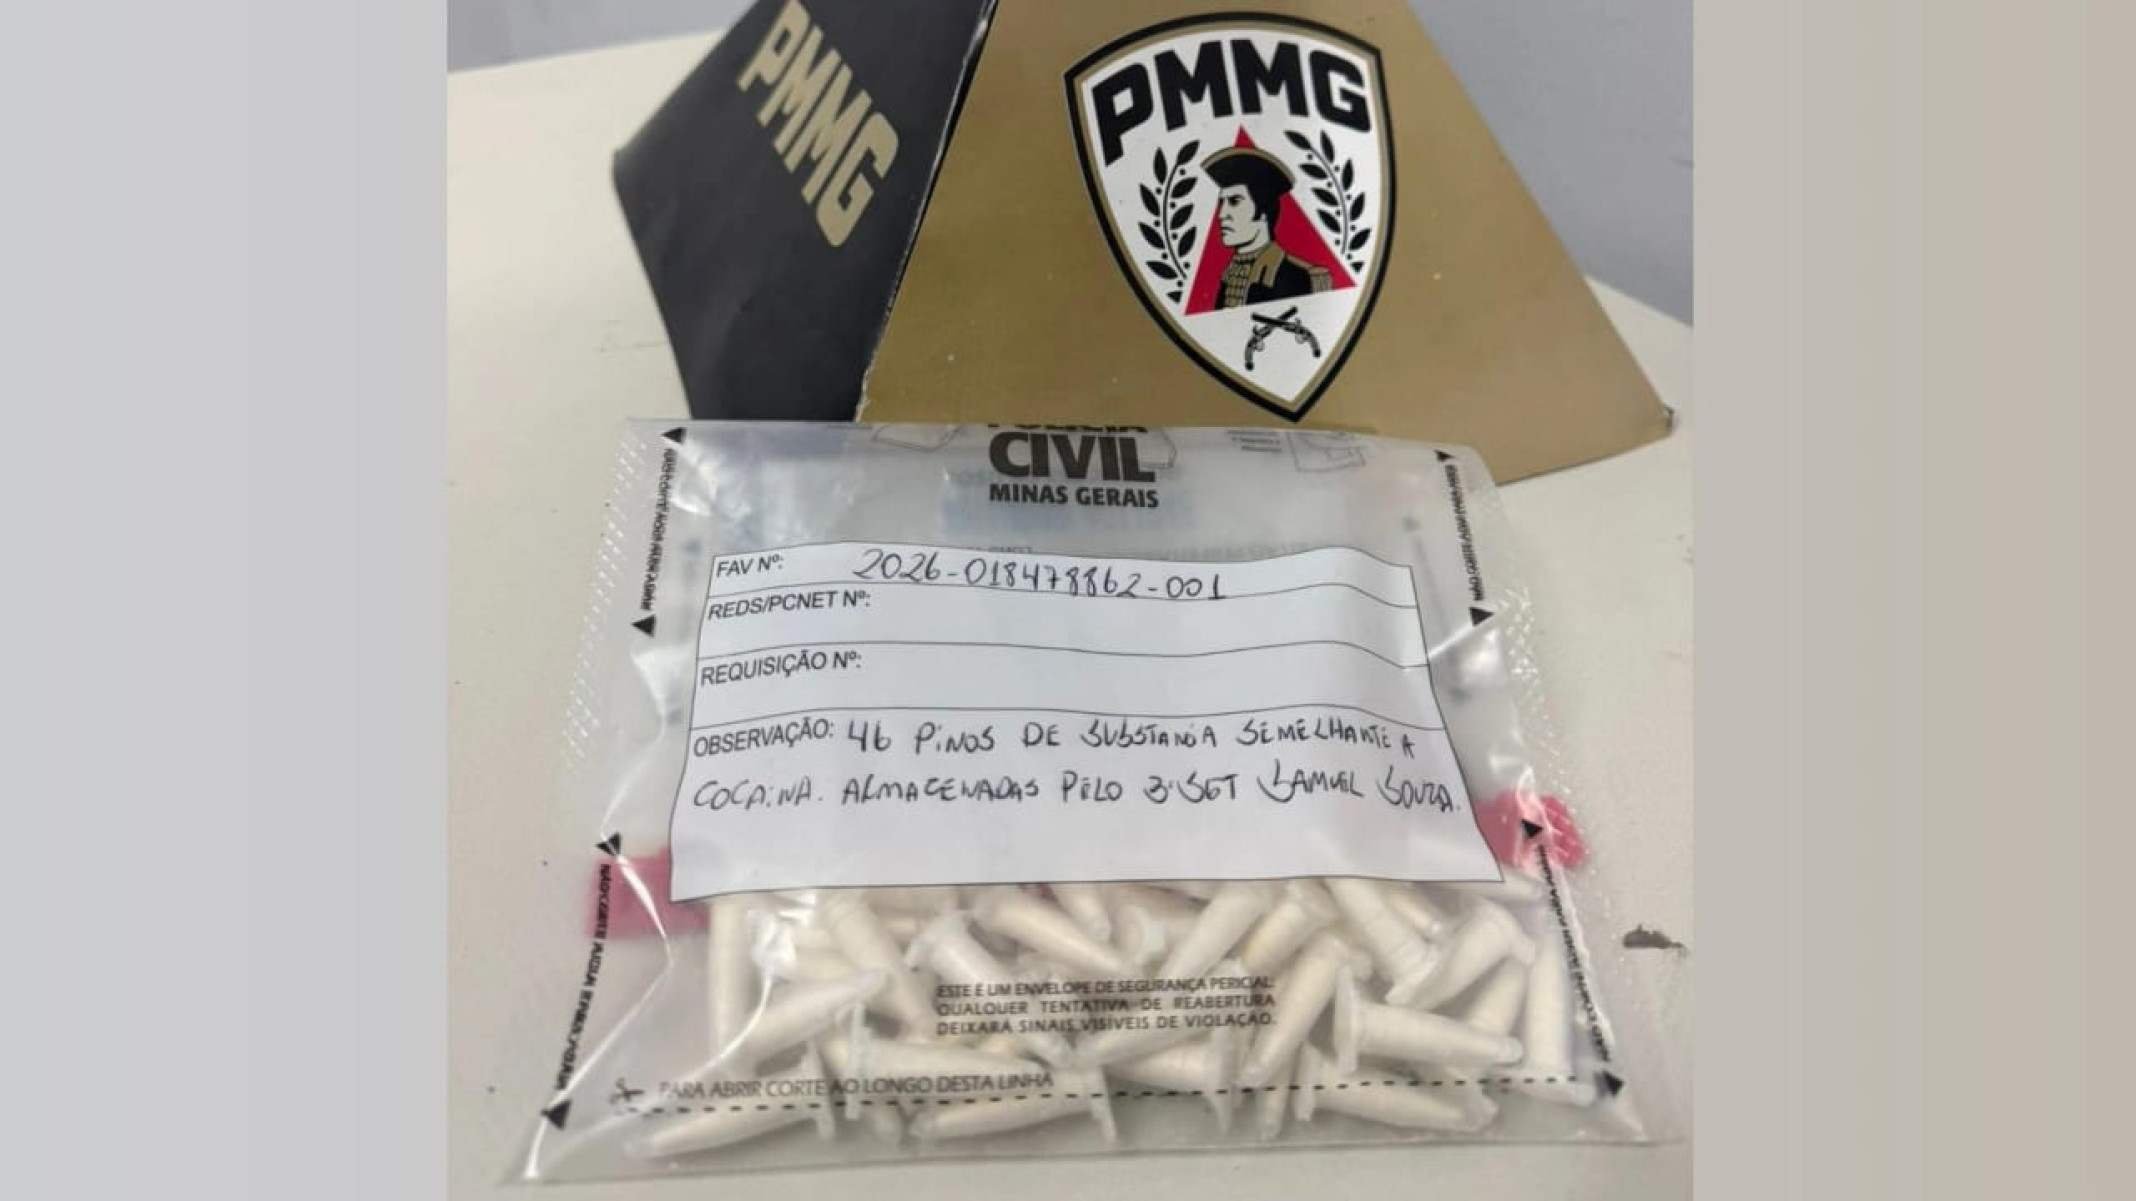 PMMG
PMMG
CIVIL
MINAS GERAIS
FAV Nº: 2026-018478862-001
REDS/PCNET Nº:
REQUISIÇÃO Nº:
OBSERVAÇÃO: 46 PINOS DE SUBSTANCIA SEMELHANTE A
COCAINA. ARMACENADAS PELO 3ºSGT SAMUEL SOUZA.
ESTE É UM ENVELOPE DE SEGURANÇA PERICIAL.
QUALQUER TENTATIVA DE REABERTURA
DEIXARÁ SINAIS VISÍVEIS DE VIOLAÇÃO.
PARA ABRIR CORTE AO LONGO DESTA LINHA